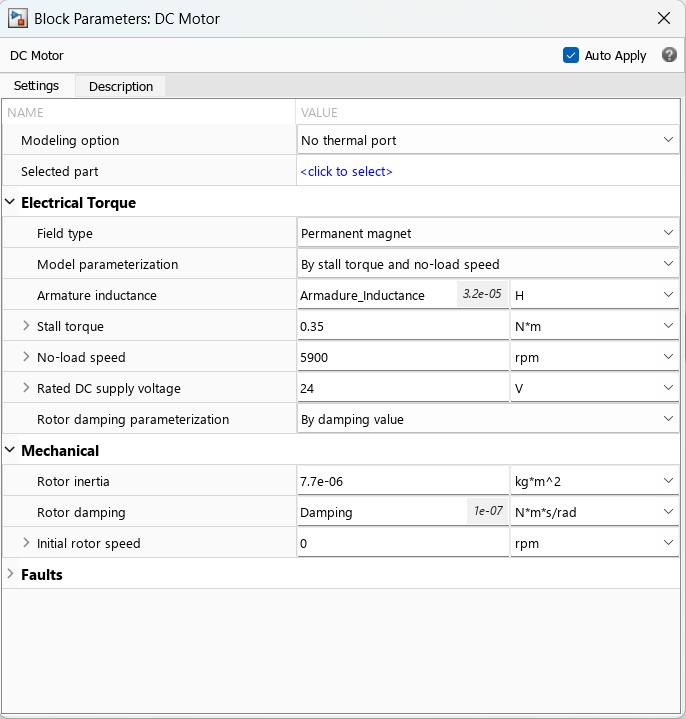 Block Parameters: DC Motor
DC Motor
Auto Apply
Settings Description
NAME VALUE
Modeling option No thermal port
Selected part <click to select>
Electrical Torque
Field type Permanent magnet
Model parameterization By stall torque and no-load speed
Armature inductance Armadure_Inductance 3.2e-05 H
Stall torque 0.35 N*m
No-load speed 5900 rpm
Rated DC supply voltage 24 V
Rotor damping parameterization By damping value
Mechanical
Rotor inertia 7.7e-06 kg*m^2
Rotor damping Damping 1e-07 N*m*s/rad
Initial rotor speed 0 rpm
Faults